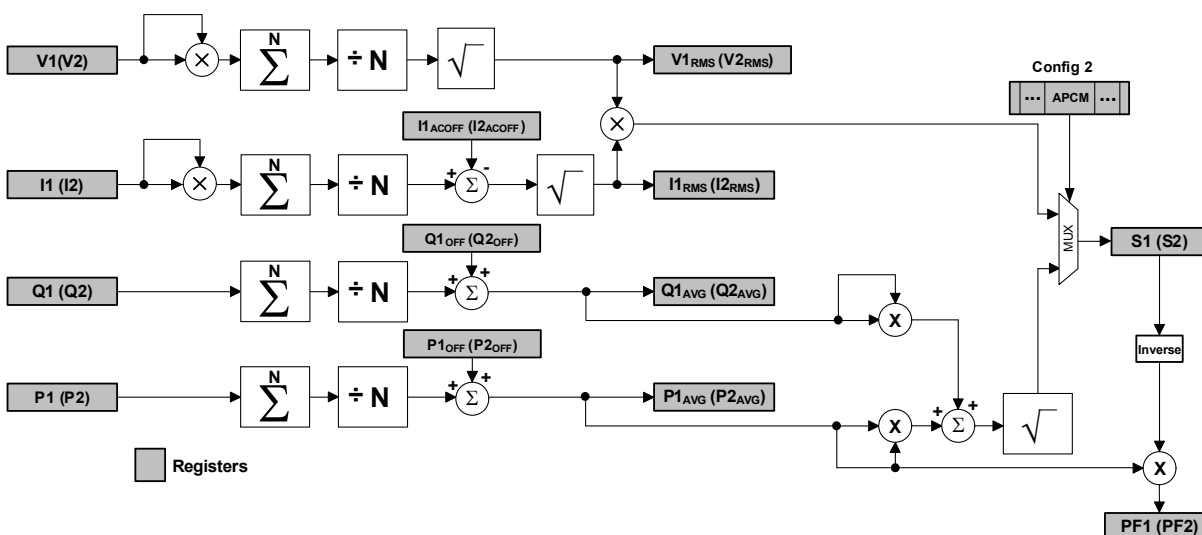 V1(V2)
×
N
∑
÷ N
√
V1RMS (V2RMS)
Config 2
... APCM ...
×
I1ACOFF (I2ACOFF)
I1 (I2)
×
N
∑
÷ N
+
-
Σ
√
I1RMS (I2RMS)
MUX
S1 (S2)
Q1OFF (Q2OFF)
Q1 (Q2)
N
∑
÷ N
+
+
Σ
Q1AVG (Q2AVG)
X
Inverse
P1OFF (P2OFF)
P1 (P2)
N
∑
÷ N
+
+
Σ
P1AVG (P2AVG)
X
+
+
Σ
√
Registers
X
PF1 (PF2)